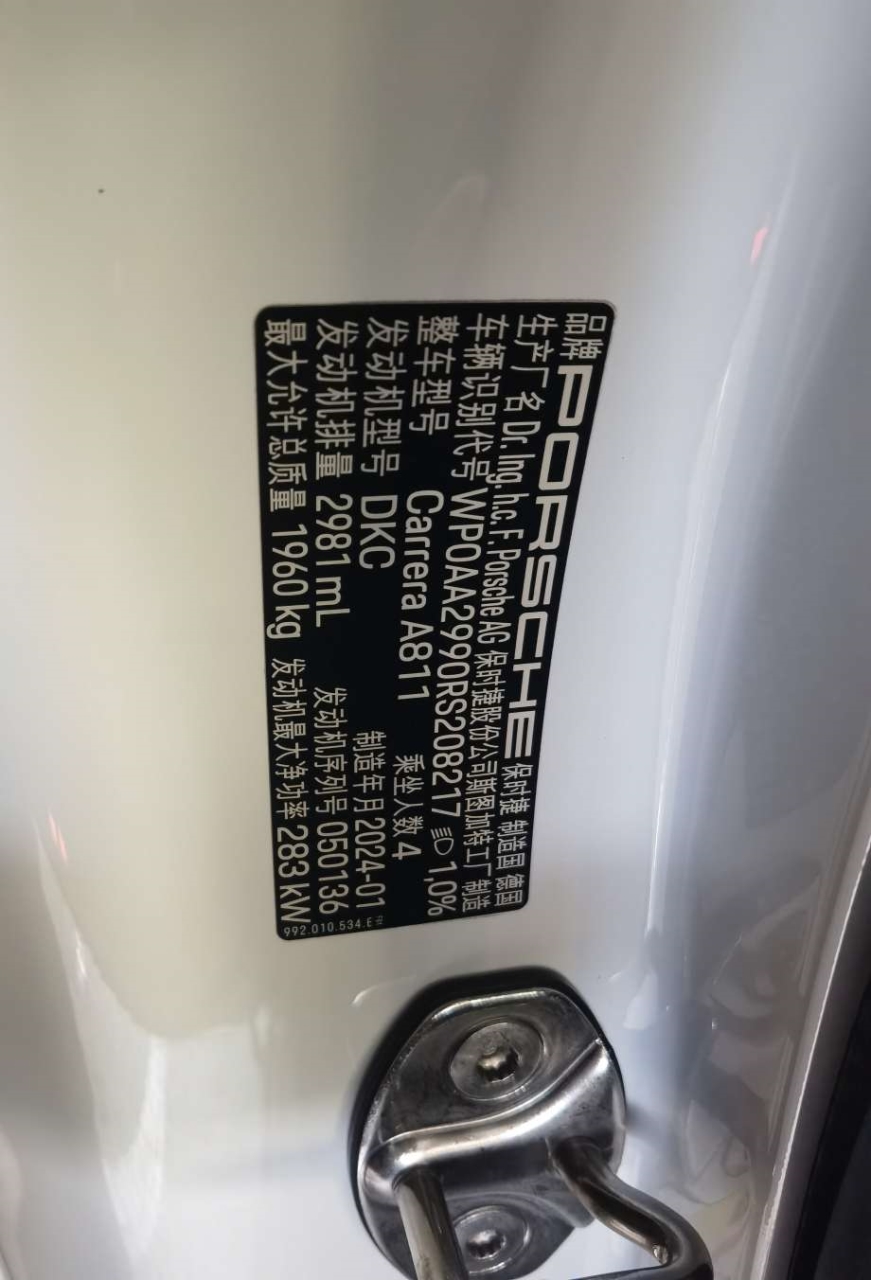 品牌 PORSCHE 保时捷 制造国 德国
生产厂名 Dr. Ing. h.c. F. Porsche AG 保时捷股份公司斯图加特工厂 制造
车辆识别代号 WP0AA2990RS208217 1,0%
整车型号 Carrera A811 乘坐人数 4
发动机型号 DKC 制造年月 2024-01
发动机排量 2981 mL 发动机序列号 050136
最大允许总质量 1960 kg 发动机最大净功率 283 kW
992.010.534.E